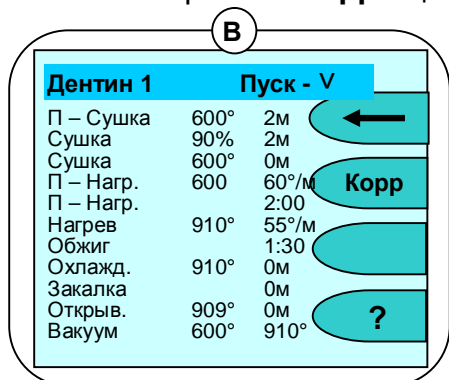 В
Дентин 1 Пуск - V
П – Сушка 600° 2м
Сушка 90% 2м
Сушка 600° 0м
П – Нагр. 600 60°/м Корр
П – Нагр. 2:00
Нагрев 910° 55°/м
Обжиг 1:30
Охлажд. 910° 0м
Закалка 0м
Открыв. 909° 0м ?
Вакуум 600° 910°